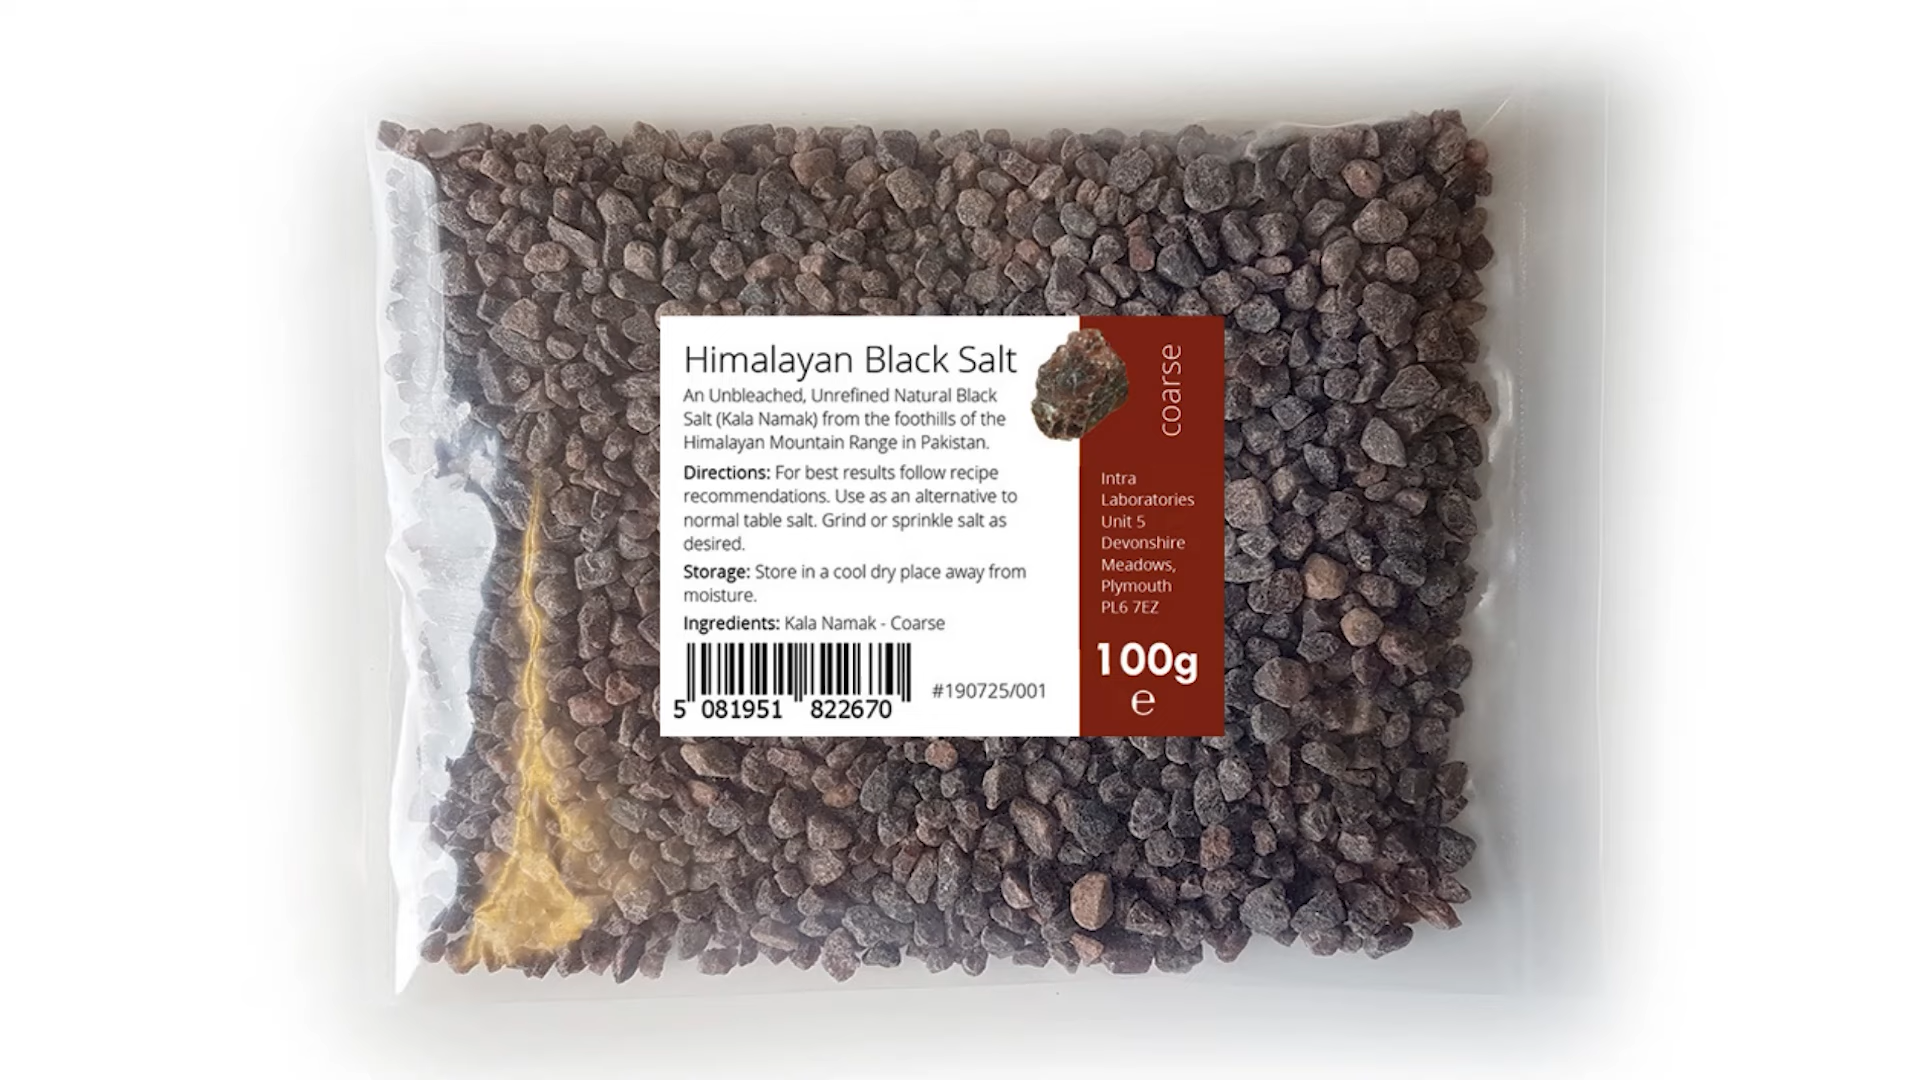 Himalayan Black Salt
An Unbleached, Unrefined Natural Black
Salt (Kala Namak) from the foothills of the
Himalayan Mountain Range in Pakistan.
Directions: For best results follow recipe
recommendations. Use as an alternative to
normal table salt. Grind or sprinkle salt as
desired.
Storage: Store in a cool dry place away from
moisture.
Ingredients: Kala Namak - Coarse
5 081951 822670
#190725/001
coarse
Intra
Laboratories
Unit 5
Devonshire
Meadows,
Plymouth
PL6 7EZ
100g
℮